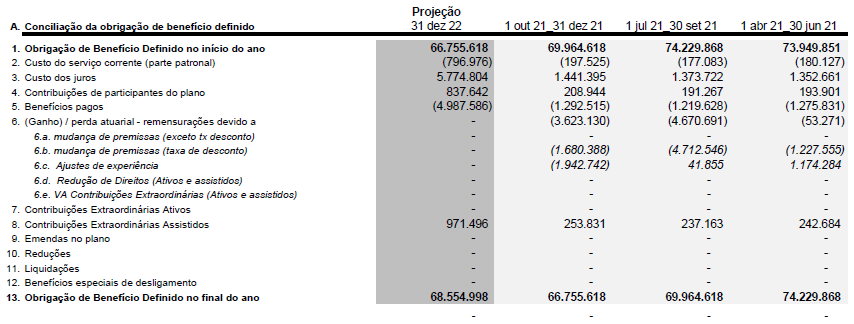 Projeção
A. Conciliação da obrigação de benefício definido 31 dez 22 1 out 21_31 dez 21 1 jul 21_30 set 21 1 abr 21_30 jun 21
1. Obrigação de Benefício Definido no início do ano 66.755.618 69.964.618 74.229.868 73.949.851
2. Custo do serviço corrente (parte patronal) (796.976) (197.525) (177.083) (180.127)
3. Custo dos juros 5.774.804 1.441.395 1.373.722 1.352.661
4. Contribuições de participantes do plano 837.642 208.944 191.267 193.901
5. Benefícios pagos (4.987.586) (1.292.515) (1.219.628) (1.275.831)
6. (Ganho) / perda atuarial - remensurações devido a - (3.623.130) (4.670.691) (53.271)
6.a. mudança de premissas (exceto tx desconto) - - - -
6.b. mudança de premissas (taxa de desconto) - (1.680.388) (4.712.546) (1.227.555)
6.c. Ajustes de experiência - (1.942.742) 41.855 1.174.284
6.d. Redução de Direitos (Ativos e assistidos) - - - -
6.e. VA Contribuições Extraordinárias (Ativos e assistidos) - - - -
7. Contribuições Extraordinárias Ativos - - - -
8. Contribuições Extraordinárias Assistidos 971.496 253.831 237.163 242.684
9. Emendas no plano - - - -
10. Reduções - - - -
11. Liquidações - - - -
12. Benefícios especiais de desligamento - - - -
13. Obrigação de Benefício Definido no final do ano 68.554.998 66.755.618 69.964.618 74.229.868
- - - -